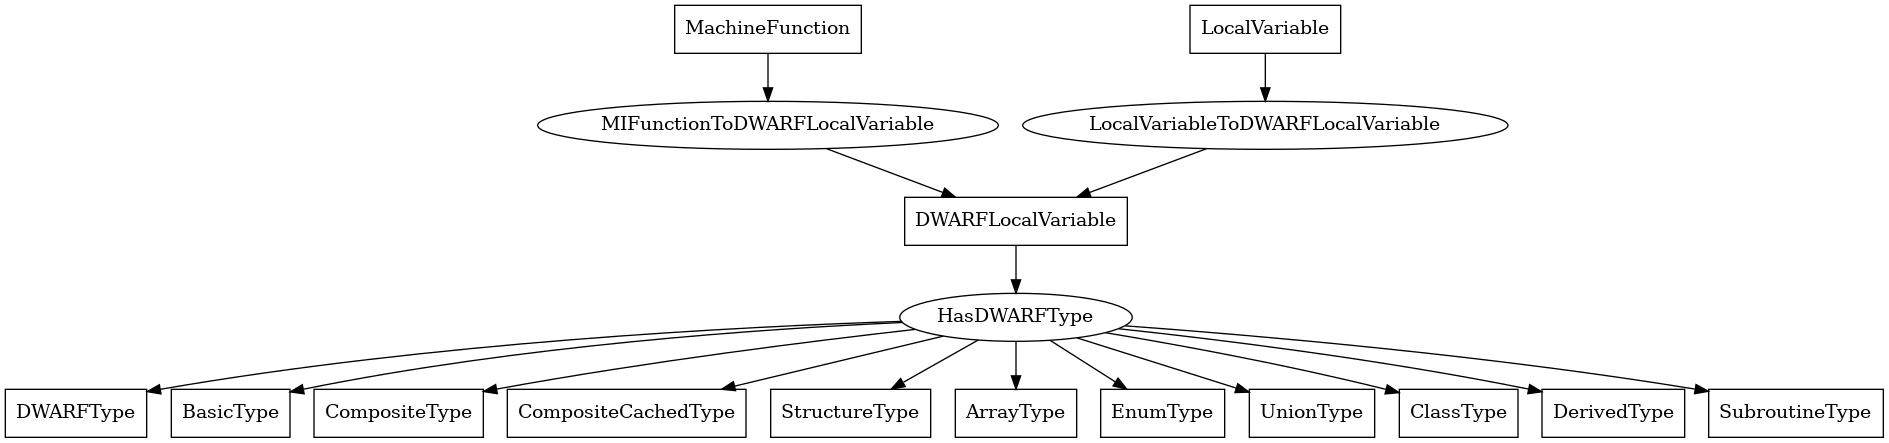 MachineFunction
LocalVariable
MIFunctionToDWARFLocalVariable
LocalVariableToDWARFLocalVariable
DWARFLocalVariable
HasDWARFType
DWARFType
BasicType
CompositeType
CompositeCachedType
StructureType
ArrayType
EnumType
UnionType
ClassType
DerivedType
SubroutineType